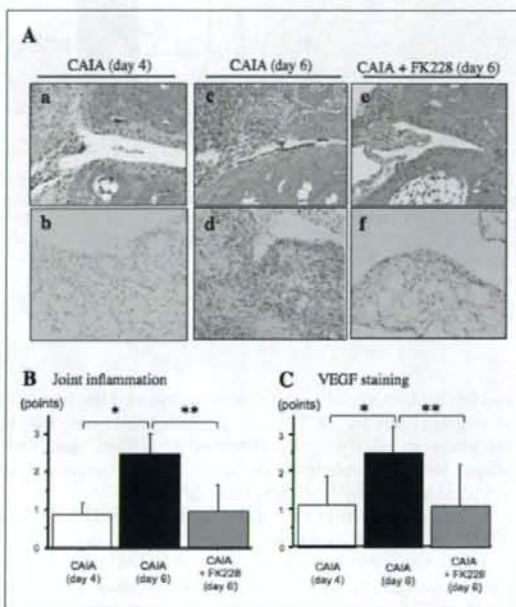 A
CAIA (day 4) CAIA (day 6) CAIA + FK228 (day 6)
a c e
b d f
B Joint inflammation
(points)
* **
3
2
1
0
CAIA (day 4) CAIA (day 6) CAIA + FK228 (day 6)
C VEGF staining
(points)
* **
3
2
1
0
CAIA (day 4) CAIA (day 6) CAIA + FK228 (day 6)